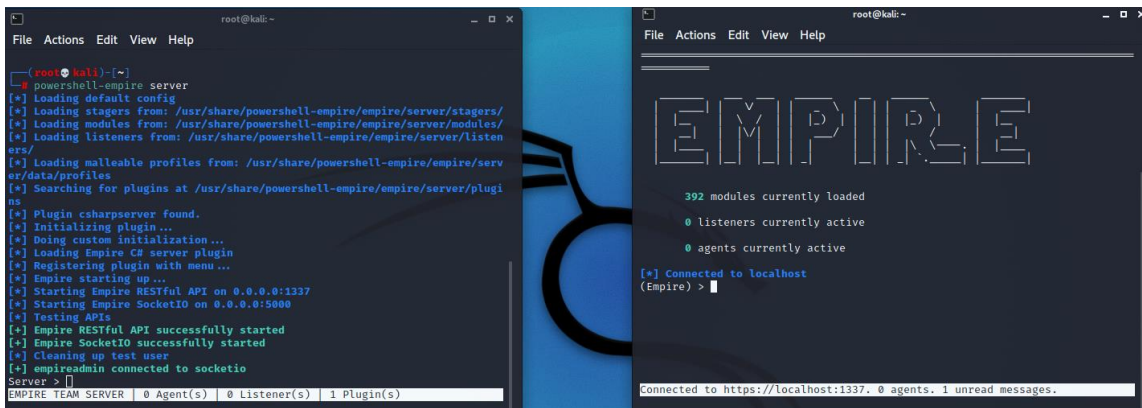 root@kali: ~
File Actions Edit View Help
(root💀kali)-[~]
# powershell-empire server
[*] Loading default config
[*] Loading stagers from: /usr/share/powershell-empire/empire/server/stagers/
[*] Loading modules from: /usr/share/powershell-empire/empire/server/modules/
[*] Loading listeners from: /usr/share/powershell-empire/empire/server/listen
ers/
[*] Loading malleable profiles from: /usr/share/powershell-empire/empire/serv
er/data/profiles
[*] Searching for plugins at /usr/share/powershell-empire/empire/server/plugi
ns
[*] Plugin csharpserver found.
[*] Initializing plugin...
[*] Doing custom initialization...
[*] Loading Empire C# server plugin
[*] Registering plugin with menu...
[*] Empire starting up...
[*] Starting Empire RESTful API on 0.0.0.0:1337
[*] Starting Empire SocketIO on 0.0.0.0:5000
[*] Testing APIs
[+] Empire RESTful API successfully started
[+] Empire SocketIO successfully started
[*] Cleaning up test user
[+] empireadmin connected to socketio
Server >
EMPIRE TEAM SERVER | 0 Agent(s) | 0 Listener(s) | 1 Plugin(s)
root@kali: ~
File Actions Edit View Help
EMPIRE
392 modules currently loaded
0 listeners currently active
0 agents currently active
[*] Connected to localhost
(Empire) >
Connected to https://localhost:1337. 0 agents. 1 unread messages.